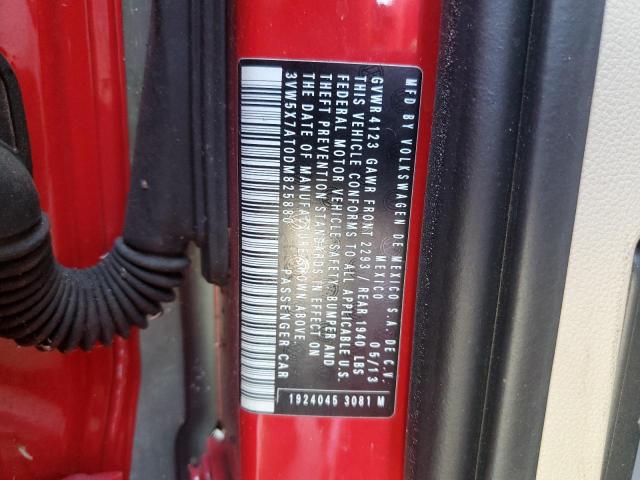 MFD BY VOLKSWAGEN DE MEXICO S.A. DE C.V.
MEXICO 05/13
GVWR 4123 GAWR FRONT 2293/ REAR 1940 LBS
THIS VEHICLE CONFORMS TO ALL APPLICABLE U.S.
FEDERAL MOTOR VEHICLE SAFETY, BUMPER AND
THEFT PREVENTION STANDARDS IN EFFECT ON
THE DATE OF MANUFACTURE SHOWN ABOVE.
3VW5X7AT0DM825880 PASSENGER CAR
1924045 3081 M